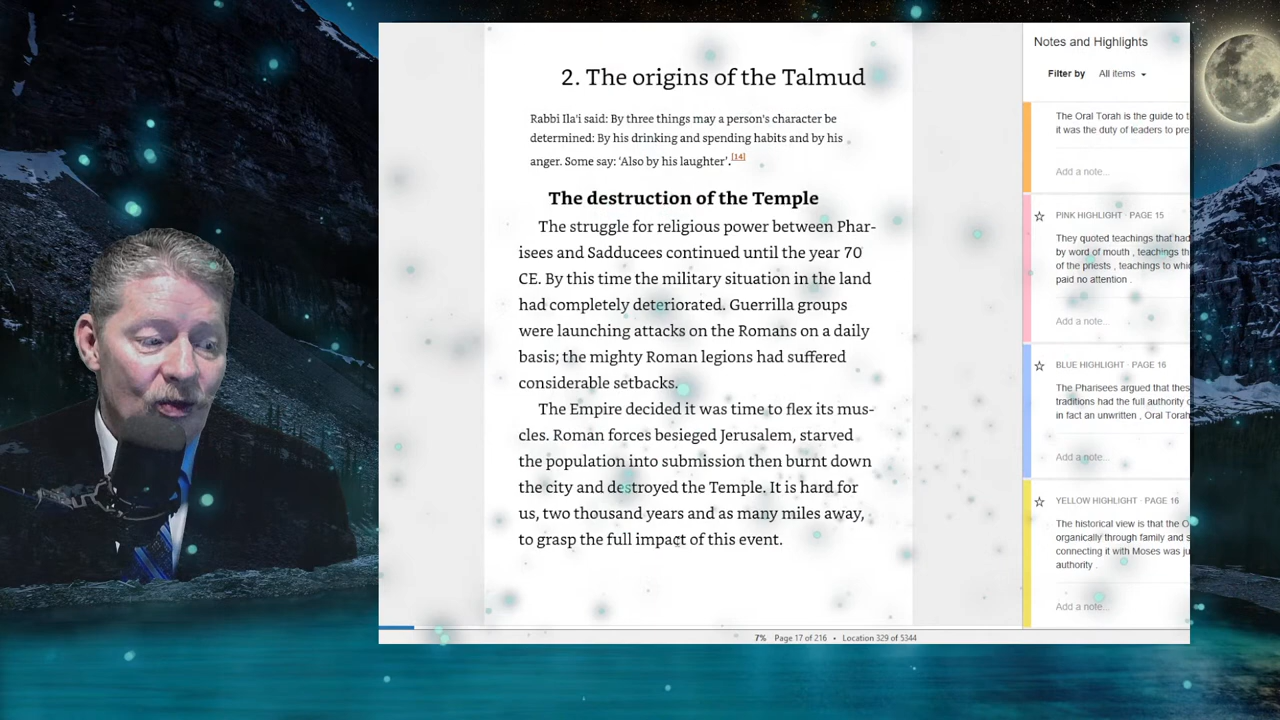 2. The origins of the Talmud
Rabbi Ila'i said: By three things may a person's character be
determined: By his drinking and spending habits and by his
anger. Some say: 'Also by his laughter'.[14]
The destruction of the Temple
The struggle for religious power between Phar-
isees and Sadducees continued until the year 70
CE. By this time the military situation in the land
had completely deteriorated. Guerrilla groups
were launching attacks on the Romans on a daily
basis; the mighty Roman legions had suffered
considerable setbacks.
The Empire decided it was time to flex its mus-
cles. Roman forces besieged Jerusalem, starved
the population into submission then burnt down
the city and destroyed the Temple. It is hard for
us, two thousand years and as many miles away,
to grasp the full impact of this event.
7% Page 17 of 216 • Location 329 of 5344
Notes and Highlights
Filter by All items
The Oral Torah is the guide to
it was the duty of leaders to
Add a note...
PINK HIGHLIGHT · PAGE 15
They quoted teachings that had
by word of mouth , teachings
of the priests , teachings to
paid no attention .
Add a note...
BLUE HIGHLIGHT · PAGE 16
The Pharisees argued that
traditions had the full authority
in fact an unwritten , Oral Torah
Add a note...
YELLOW HIGHLIGHT · PAGE 16
The historical view is that the
organically through family and
connecting it with Moses was
authority .
Add a note...